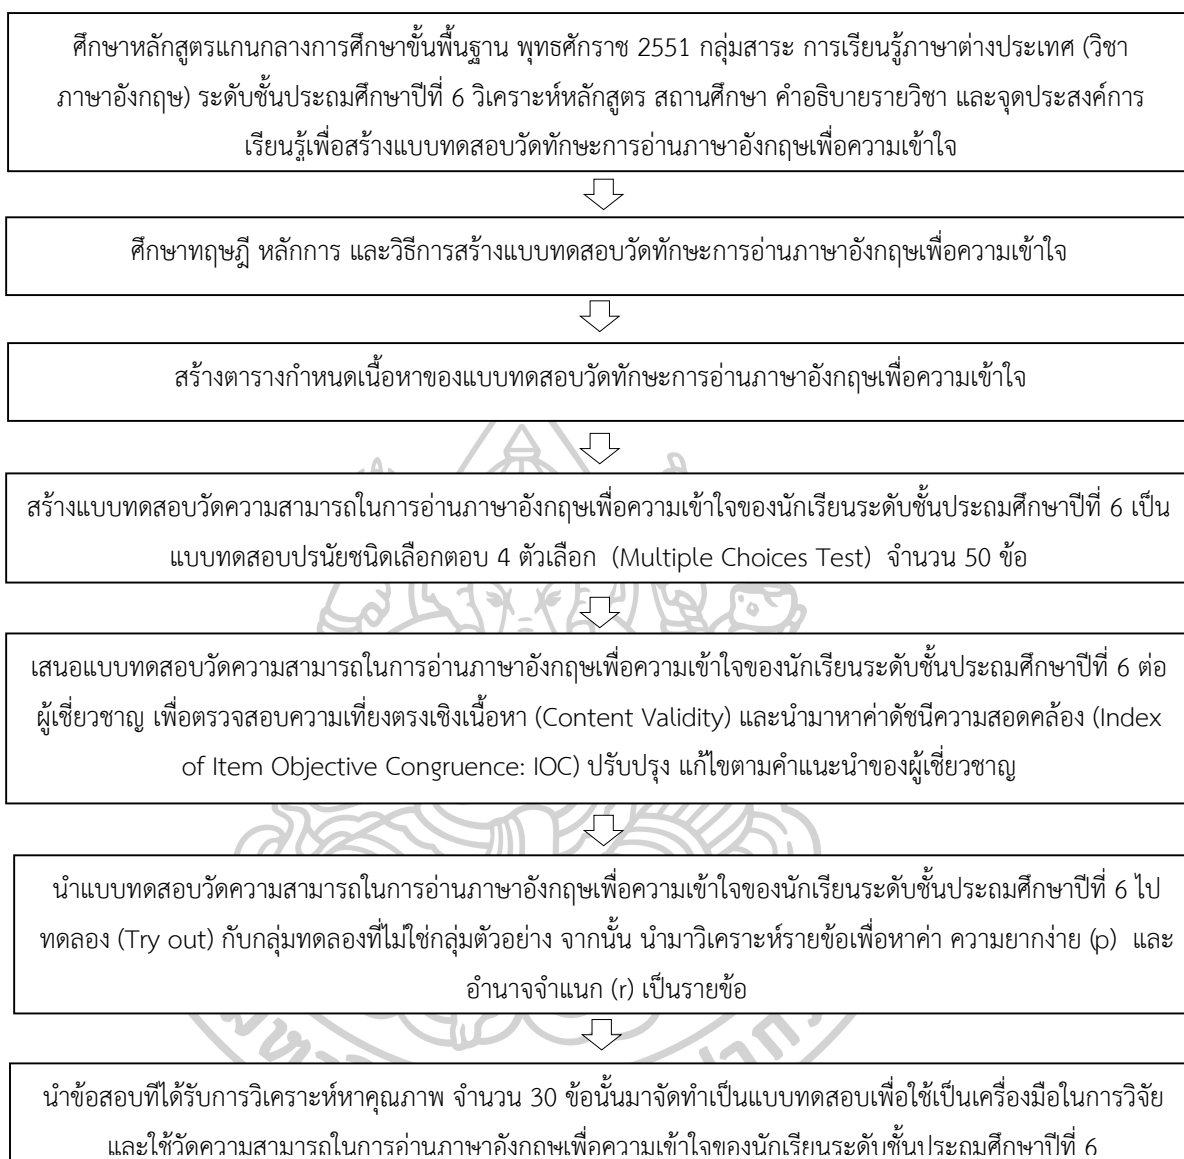 ศึกษาหลักสูตรแกนกลางการศึกษาขั้นพื้นฐาน พุทธศักราช 2551 กลุ่มสาระ การเรียนรู้ภาษาต่างประเทศ (วิชา
ภาษาอังกฤษ) ระดับชั้นประถมศึกษาปีที่ 6 วิเคราะห์หลักสูตร สถานศึกษา คำอธิบายรายวิชา และจุดประสงค์การ
เรียนรู้เพื่อสร้างแบบทดสอบวัดทักษะการอ่านภาษาอังกฤษเพื่อความเข้าใจ
ศึกษาทฤษฎี หลักการ และวิธีการสร้างแบบทดสอบวัดทักษะการอ่านภาษาอังกฤษเพื่อความเข้าใจ
สร้างตารางกำหนดเนื้อหาของแบบทดสอบวัดทักษะการอ่านภาษาอังกฤษเพื่อความเข้าใจ
สร้างแบบทดสอบวัดความสามารถในการอ่านภาษาอังกฤษเพื่อความเข้าใจของนักเรียนระดับชั้นประถมศึกษาปีที่ 6 เป็น
แบบทดสอบปรนัยชนิดเลือกตอบ 4 ตัวเลือก (Multiple Choices Test) จำนวน 50 ข้อ
เสนอแบบทดสอบวัดความสามารถในการอ่านภาษาอังกฤษเพื่อความเข้าใจของนักเรียนระดับชั้นประถมศึกษาปีที่ 6 ต่อ
ผู้เชี่ยวชาญ เพื่อตรวจสอบความเที่ยงตรงเชิงเนื้อหา (Content Validity) และนำมาหาค่าดัชนีความสอดคล้อง (Index
of Item Objective Congruence: IOC) ปรับปรุง แก้ไขตามคำแนะนำของผู้เชี่ยวชาญ
นำแบบทดสอบวัดความสามารถในการอ่านภาษาอังกฤษเพื่อความเข้าใจของนักเรียนระดับชั้นประถมศึกษาปีที่ 6 ไป
ทดลอง (Try out) กับกลุ่มทดลองที่ไม่ใช่กลุ่มตัวอย่าง จากนั้น นำมาวิเคราะห์รายข้อเพื่อหาค่า ความยากง่าย (p) และ
อำนาจจำแนก (r) เป็นรายข้อ
นำข้อสอบที่ได้รับการวิเคราะห์หาคุณภาพ จำนวน 30 ข้อนั้นมาจัดทำเป็นแบบทดสอบเพื่อใช้เป็นเครื่องมือในการวิจัย
และใช้วัดความสามารถในการอ่านภาษาอังกฤษเพื่อความเข้าใจของนักเรียนระดับชั้นประถมศึกษาปีที่ 6